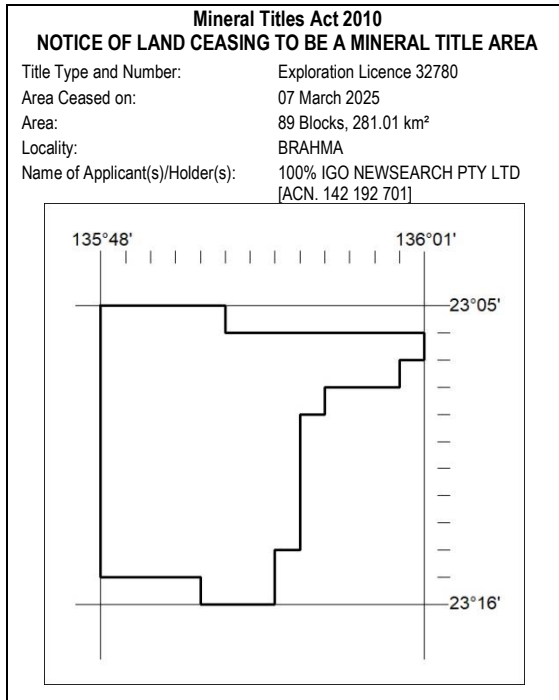 Mineral Titles Act 2010
NOTICE OF LAND CEASING TO BE A MINERAL TITLE AREA
Title Type and Number: Exploration Licence 32780
Area Ceased on: 07 March 2025
Area: 89 Blocks, 281.01 km²
Locality: BRAHMA
Name of Applicant(s)/Holder(s): 100% IGO NEWSEARCH PTY LTD
[ACN. 142 192 701]
135°48' 136°01'
23°05'
23°16'